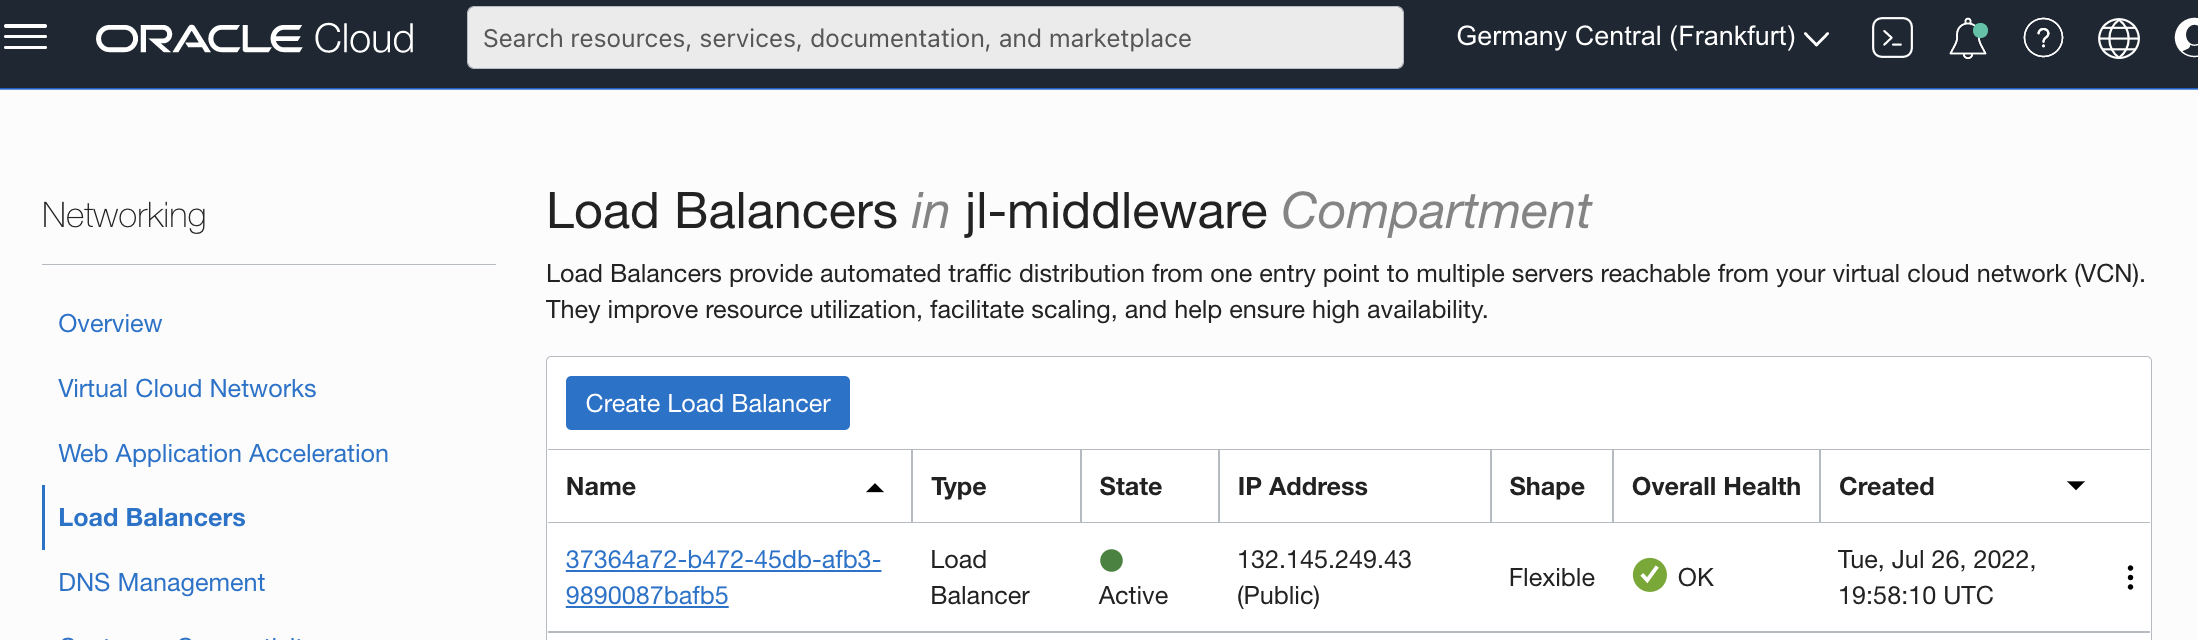 ORACLE Cloud
Search resources, services, documentation, and marketplace
Germany Central (Frankfurt)
Networking
Overview
Virtual Cloud Networks
Web Application Acceleration
Load Balancers
DNS Management
Load Balancers in jl-middleware Compartment
Load Balancers provide automated traffic distribution from one entry point to multiple servers reachable from your virtual cloud network (VCN).
They improve resource utilization, facilitate scaling, and help ensure high availability.
Create Load Balancer
Name Type State IP Address Shape Overall Health Created
37364a72-b472-45db-afb3-
9890087bafb5
Load
Balancer
Active
132.145.249.43
(Public)
Flexible
OK
Tue, Jul 26, 2022,
19:58:10 UTC